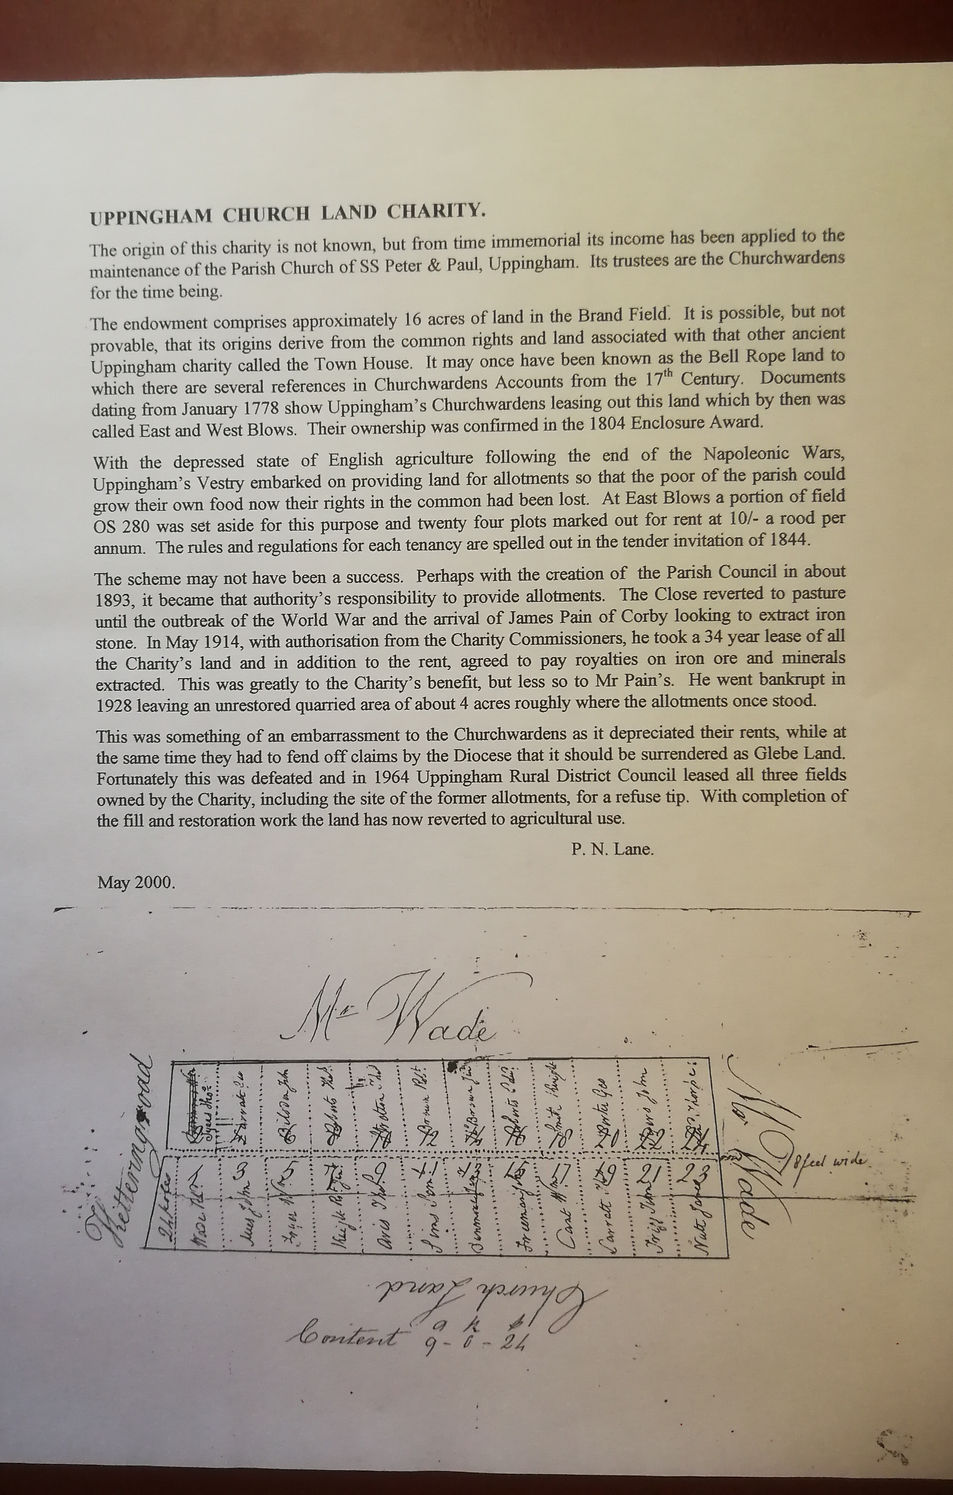 UPPINGHAM CHURCH LAND CHARITY.
The origin of this charity is not known, but from time immemorial its income has been applied to the
maintenance of the Parish Church of SS Peter & Paul, Uppingham. Its trustees are the Churchwardens
for the time being.
The endowment comprises approximately 16 acres of land in the Brand Field. It is possible, but not
provable, that its origins derive from the common rights and land associated with that other ancient
Uppingham charity called the Town House. It may once have been known as the Bell Rope land to
which there are several references in Churchwardens Accounts from the 17th Century. Documents
dating from January 1778 show Uppingham's Churchwardens leasing out this land which by then was
called East and West Blows. Their ownership was confirmed in the 1804 Enclosure Award.
With the depressed state of English agriculture following the end of the Napoleonic Wars,
Uppingham's Vestry embarked on providing land for allotments so that the poor of the parish could
grow their own food now their rights in the common had been lost. At East Blows a portion of field
OS 280 was set aside for this purpose and twenty four plots marked out for rent at 10/- a rood per
annum. The rules and regulations for each tenancy are spelled out in the tender invitation of 1844.
The scheme may not have been a success. Perhaps with the creation of the Parish Council in about
1893, it became that authority's responsibility to provide allotments. The Close reverted to pasture
until the outbreak of the World War and the arrival of James Pain of Corby looking to extract iron
stone. In May 1914, with authorisation from the Charity Commissioners, he took a 34 year lease of all
the Charity's land and in addition to the rent, agreed to pay royalties on iron ore and minerals
extracted. This was greatly to the Charity's benefit, but less so to Mr Pain's. He went bankrupt in
1928 leaving an unrestored quarried area of about 4 acres roughly where the allotments once stood.
This was something of an embarrassment to the Churchwardens as it depreciated their rents, while at
the same time they had to fend off claims by the Diocese that it should be surrendered as Glebe Land.
Fortunately this was defeated and in 1964 Uppingham Rural District Council leased all three fields
owned by the Charity, including the site of the former allotments, for a refuse tip. With completion of
the fill and restoration work the land has now reverted to agricultural use.
P. N. Lane.
May 2000.
Mr Wade
Kettering road
Mr Wade
8 feet wide
Church Land
Content
9 - 0 - 24